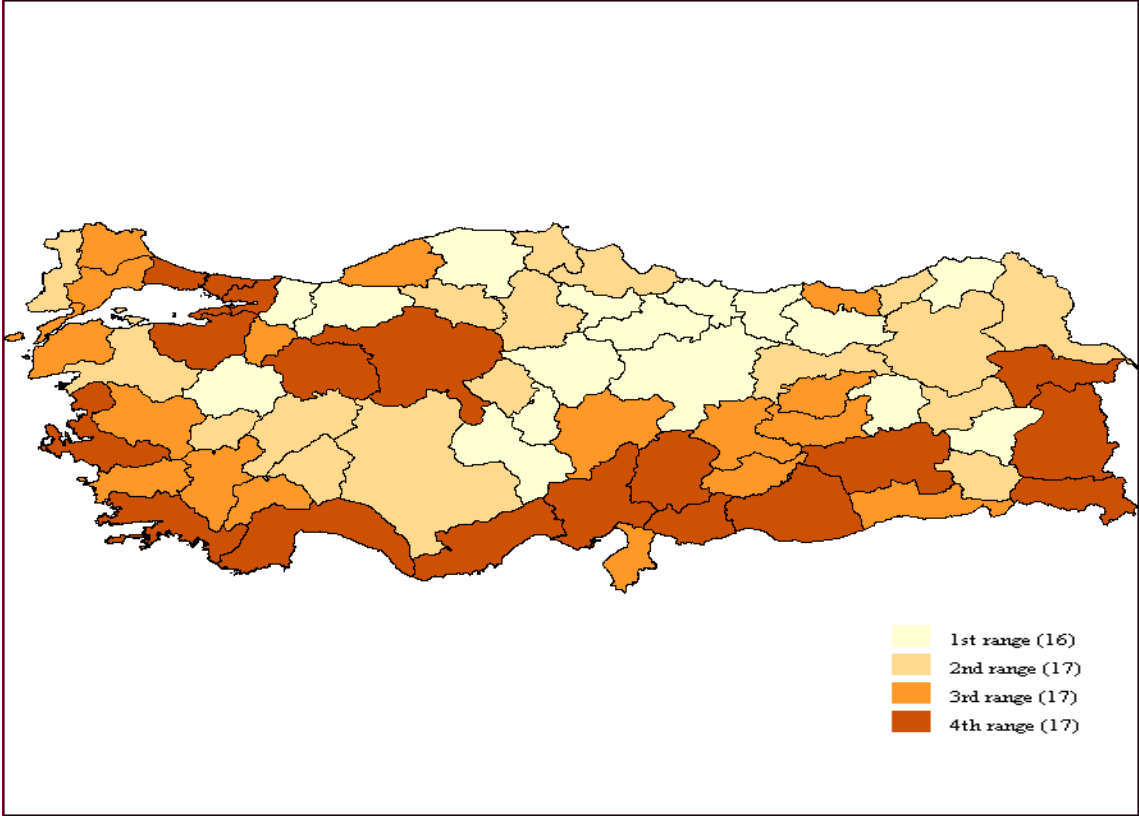 1st range (16)
2nd range (17)
3rd range (17)
4th range (17)